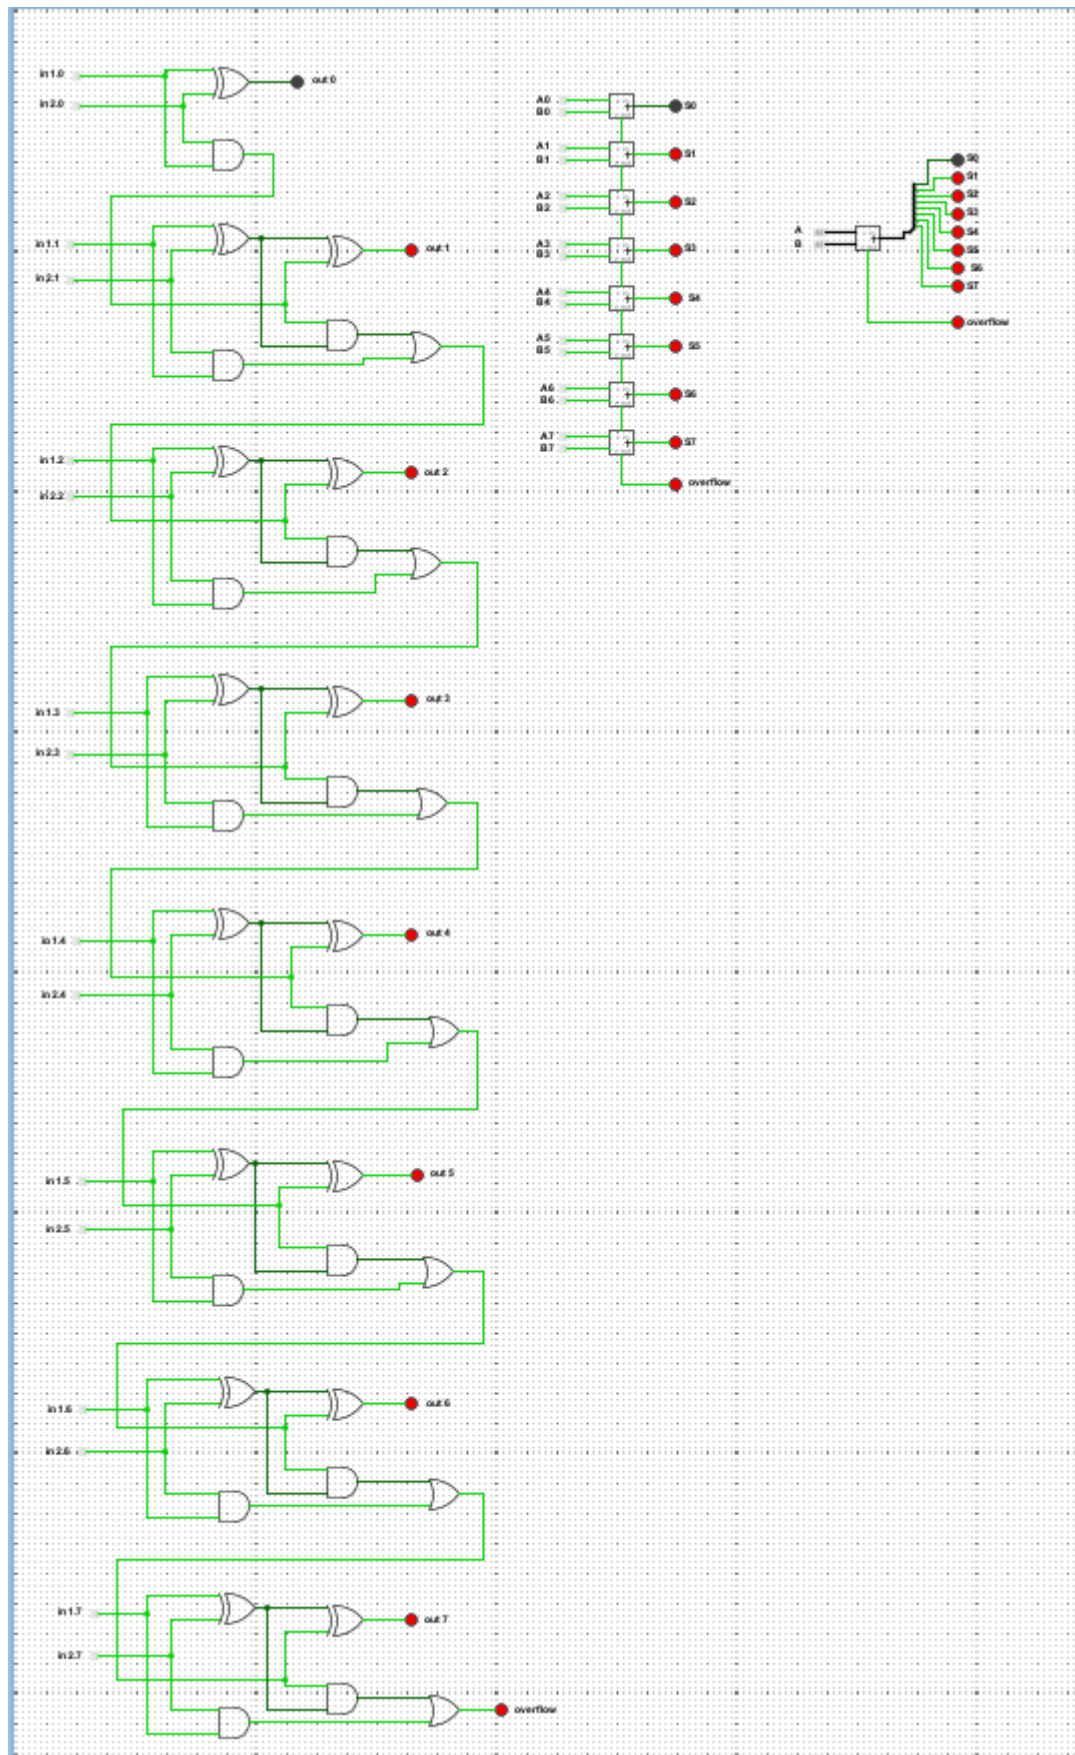 in 1.0
out 0
in 2.0
in 1.1
out 1
in 2.1
in 1.2
out 2
in 2.2
in 1.3
out 3
in 2.3
in 1.4
out 4
in 2.4
in 1.5
out 5
in 2.5
in 1.6
out 6
in 2.6
in 1.7
out 7
in 2.7
overflow
A0
B0
S0
A1
B1
S1
A2
B2
S2
A3
B3
S3
A4
B4
S4
A5
B5
S5
A6
B6
S6
A7
B7
S7
overflow
A
B
S0
S1
S2
S3
S4
S5
S6
S7
overflow